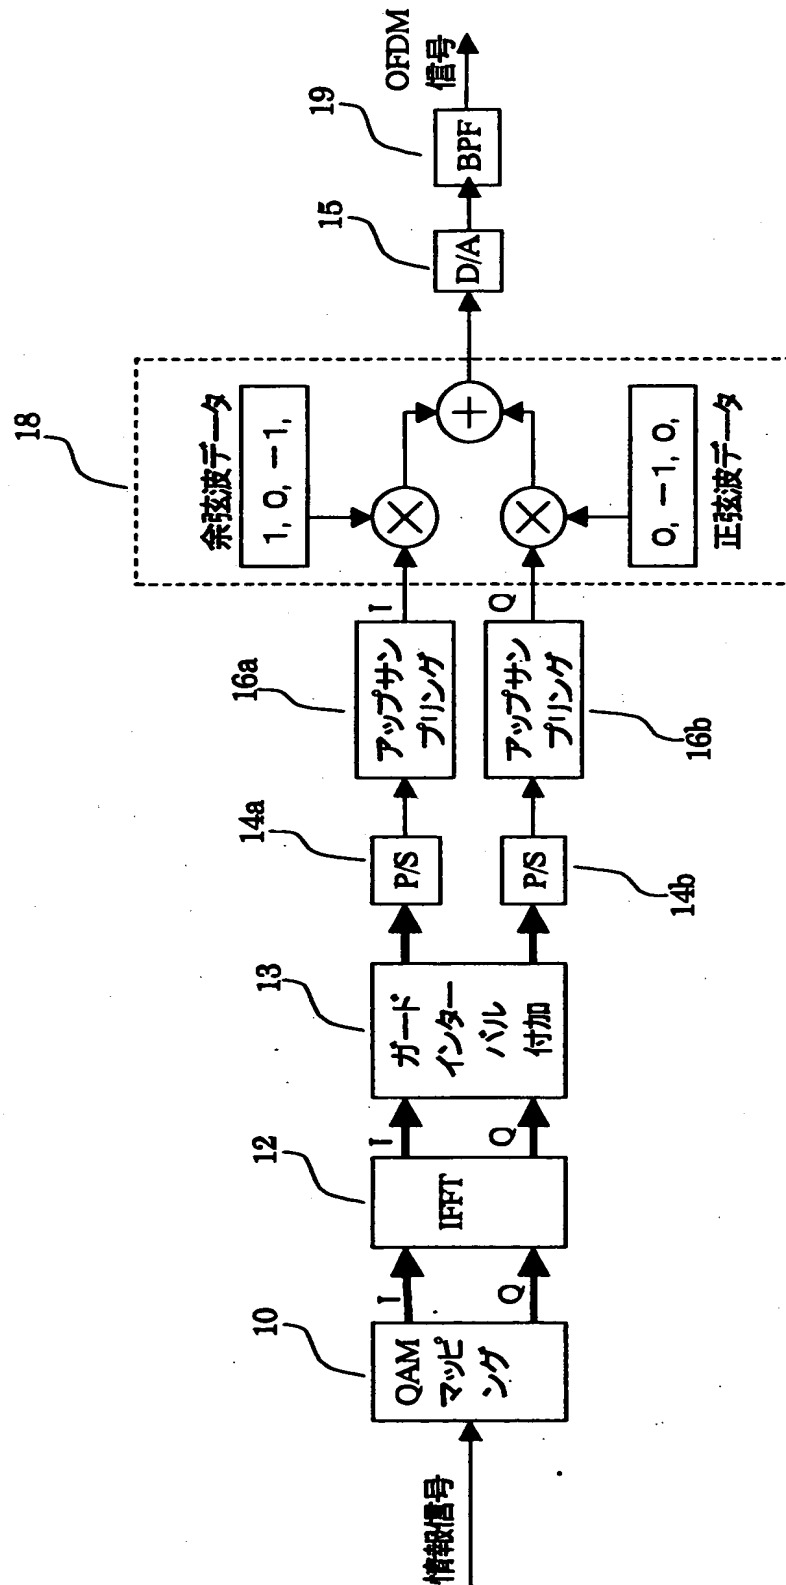 情報信号
10
QAM
マッピ
ング
I
Q
12
IFFT
I
Q
13
ガード
インター
バル
付加
14a
P/S
14b
P/S
16a
アップサン
プリング
16b
アップサン
プリング
I
Q
18
余弦波データ
1, 0, －1,
×
×
＋
0, －1, 0,
正弦波データ
15
D/A
19
BPF
OFDM
信号